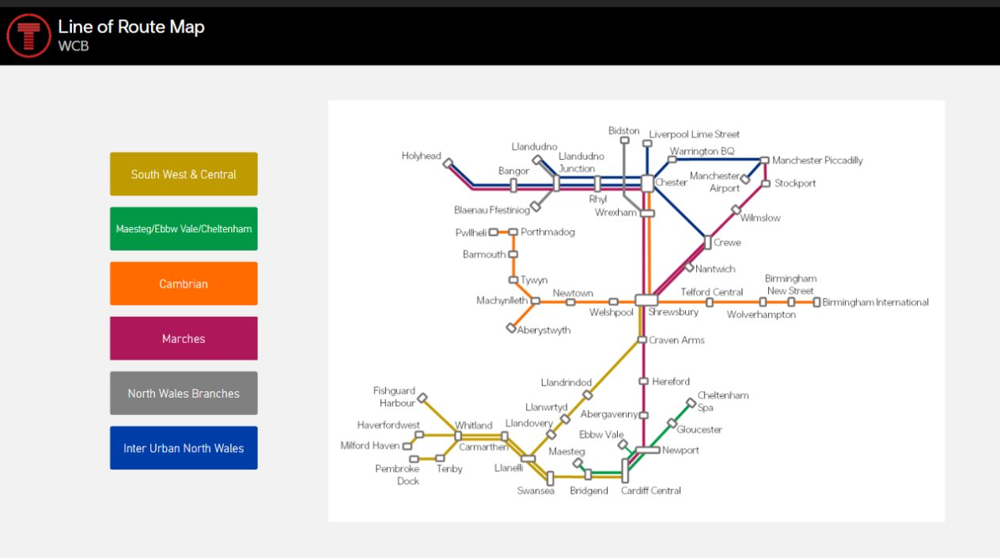 Line of Route Map
WCB
South West & Central
Maesteg/Ebbw Vale/Cheltenham
Cambrian
Marches
North Wales Branches
Inter Urban North Wales
Bidston
Liverpool Lime Street
Holyhead
Llandudno
Llandudno
Junction
Warrington BQ
Manchester Piccadilly
Bangor
Manchester
Airport
Chester
Stockport
Rhyl
Blaenau Ffestiniog
Wrexham
Wilmslow
Pwllheli
Porthmadog
Crewe
Barmouth
Nantwich
Tywyn
Birmingham
New Street
Newtown
Telford Central
Machynlleth
Birmingham International
Welshpool
Shrewsbury
Wolverhampton
Aberystwyth
Craven Arms
Llandrindod
Hereford
Fishguard
Harbour
Cheltenham
Spa
Llanwrtyd
Abergavenny
Haverfordwest
Whitland
Llandovery
Ebbw Vale
Gloucester
Milford Haven
Carmarthen
Maesteg
Newport
Pembroke
Dock
Tenby
Llanelli
Swansea
Bridgend
Cardiff Central